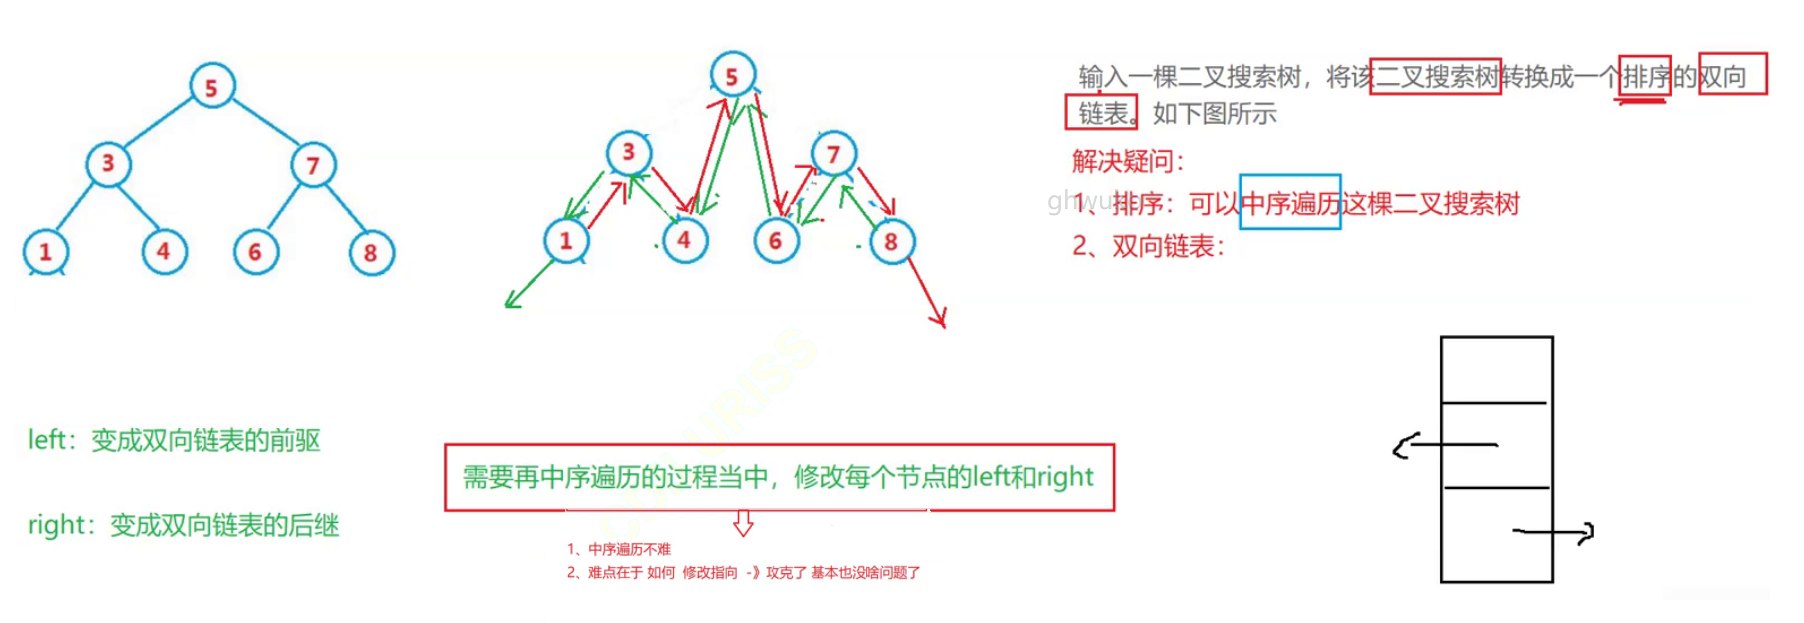 5
3
7
1
4
6
8
5
3
7
1
4
6
8
输入一棵二叉搜索树，将该二叉搜索树转换成一个排序的双向
链表。如下图所示
解决疑问：
1、排序：可以中序遍历这棵二叉搜索树
2、双向链表：
left：变成双向链表的前驱
right：变成双向链表的后继
需要再中序遍历的过程当中，修改每个节点的left和right
1、中序遍历不难
2、难点在于 如何 修改指向 -》攻克了 基本也没啥问题了